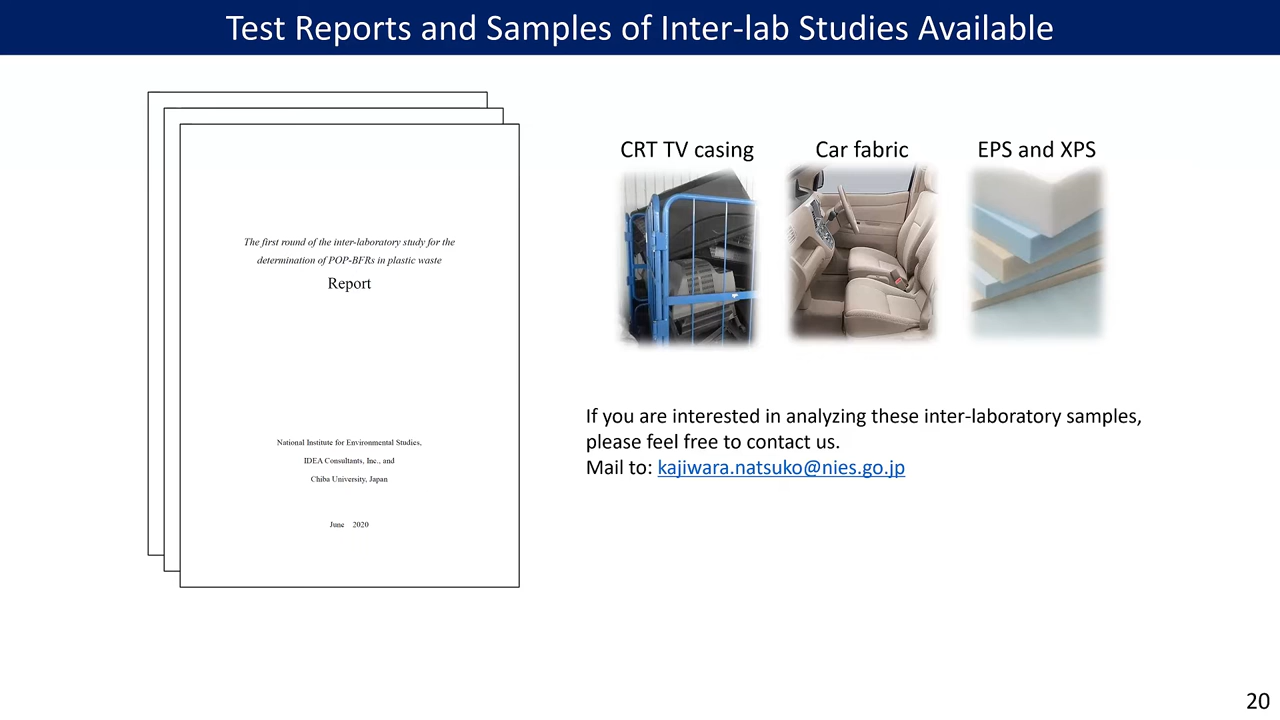 Test Reports and Samples of Inter-lab Studies Available
The first round of the inter-laboratory study for the
determination of POP-BFRs in plastic waste
Report
National Institute for Environmental Studies,
IDEA Consultants, Inc., and
Chiba University, Japan
June 2020
CRT TV casing
Car fabric
EPS and XPS
If you are interested in analyzing these inter-laboratory samples,
please feel free to contact us.
Mail to: kajiwara.natsuko@nies.go.jp
20